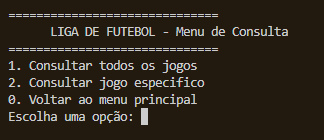 ==============================
LIGA DE FUTEBOL - Menu de Consulta
==============================
1. Consultar todos os jogos
2. Consultar jogo especifico
0. Voltar ao menu principal
Escolha uma opção: